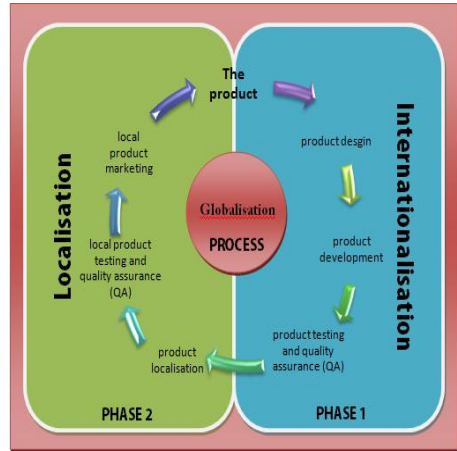 The
product
product desgin
product
development
product testing
and quality
assurance (QA)
Internationalisation
PHASE 1
Globalisation
PROCESS
product
localisation
local product
testing and
quality assurance
(QA)
local
product
marketing
Localisation
PHASE 2